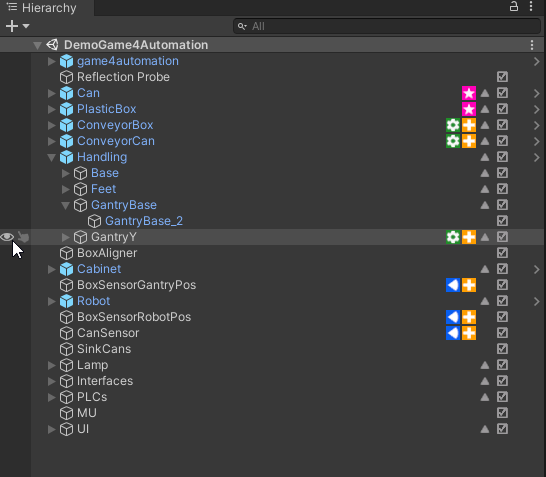 Hierarchy
All
DemoGame4Automation
game4automation
Reflection Probe
Can
PlasticBox
ConveyorBox
ConveyorCan
Handling
Base
Feet
GantryBase
GantryBase_2
GantryY
BoxAligner
Cabinet
BoxSensorGantryPos
Robot
BoxSensorRobotPos
CanSensor
SinkCans
Lamp
Interfaces
PLCs
MU
UI